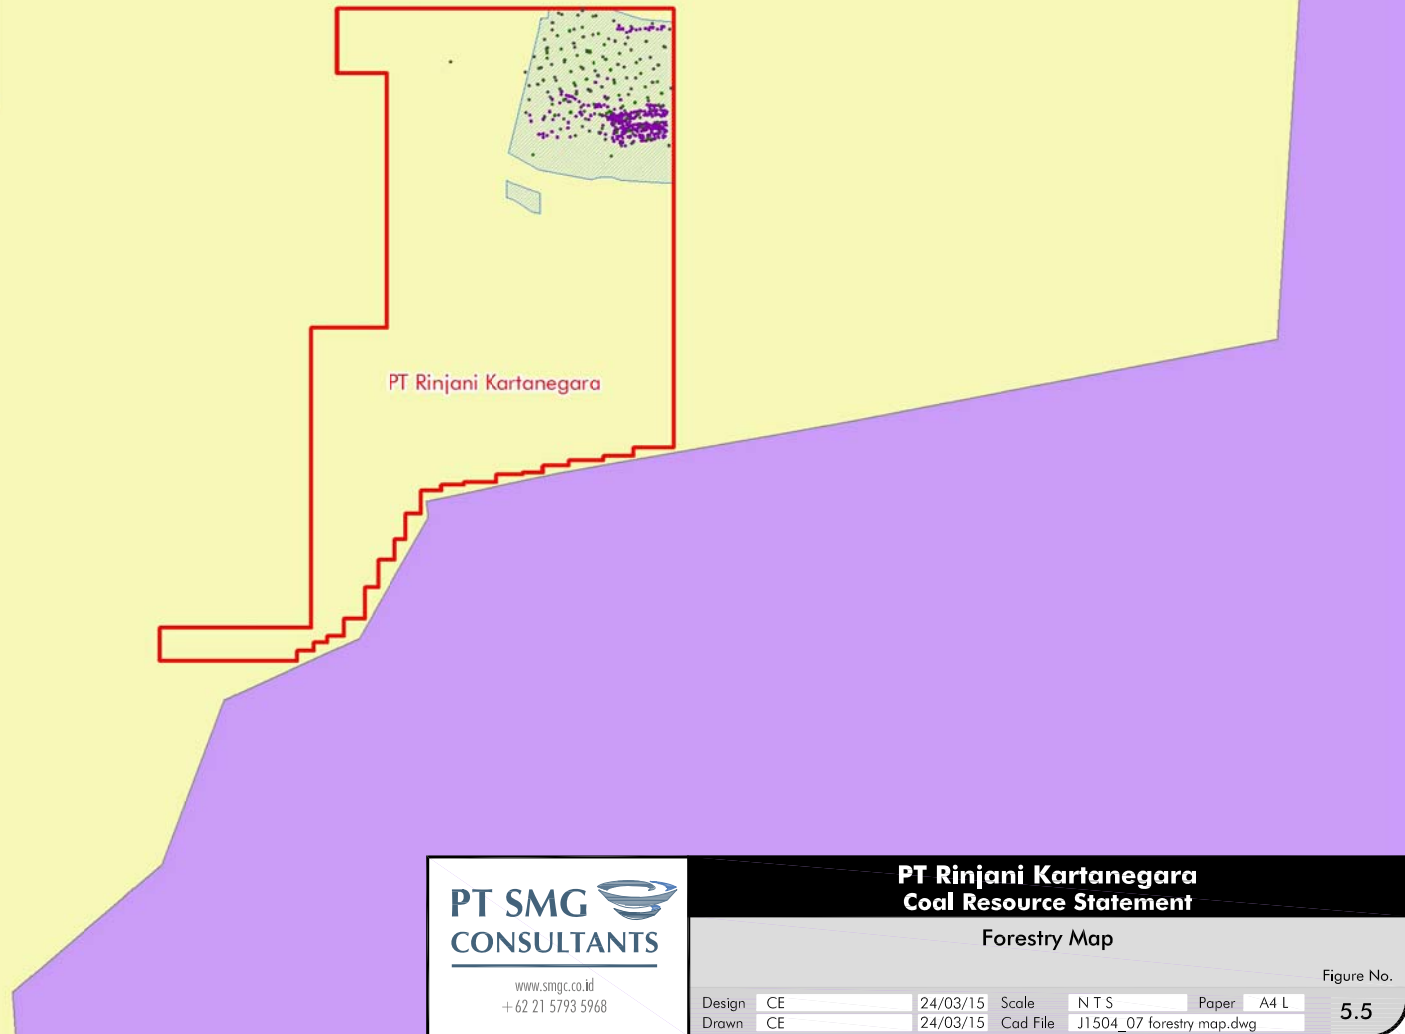 PT Rinjani Kartanegara
PT SMG
CONSULTANTS
www.smgc.co.id
+62 21 5793 5968
PT Rinjani Kartanegara
Coal Resource Statement
Forestry Map
Figure No.
Design CE 24/03/15 Scale N T S Paper A4 L
5.5
Drawn CE 24/03/15 Cad File J1504_07 forestry map.dwg